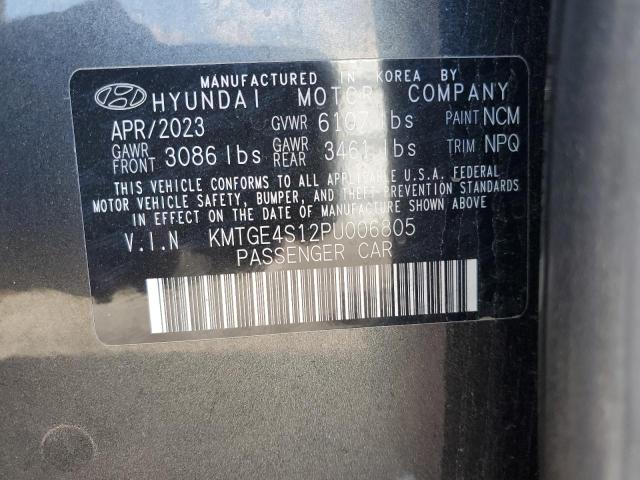 MANUFACTURED IN KOREA BY
HYUNDAI MOTOR COMPANY
APR/2023 GVWR 6107 lbs PAINT NCM
GAWR FRONT 3086 lbs GAWR REAR 3461 lbs TRIM NPQ
THIS VEHICLE CONFORMS TO ALL APPLICABLE U.S.A. FEDERAL
MOTOR VEHICLE SAFETY, BUMPER, AND THEFT PREVENTION STANDARDS
IN EFFECT ON THE DATE OF MANUFACTURE SHOWN ABOVE
V.I.N KMTGE4S12PU006805
PASSENGER CAR